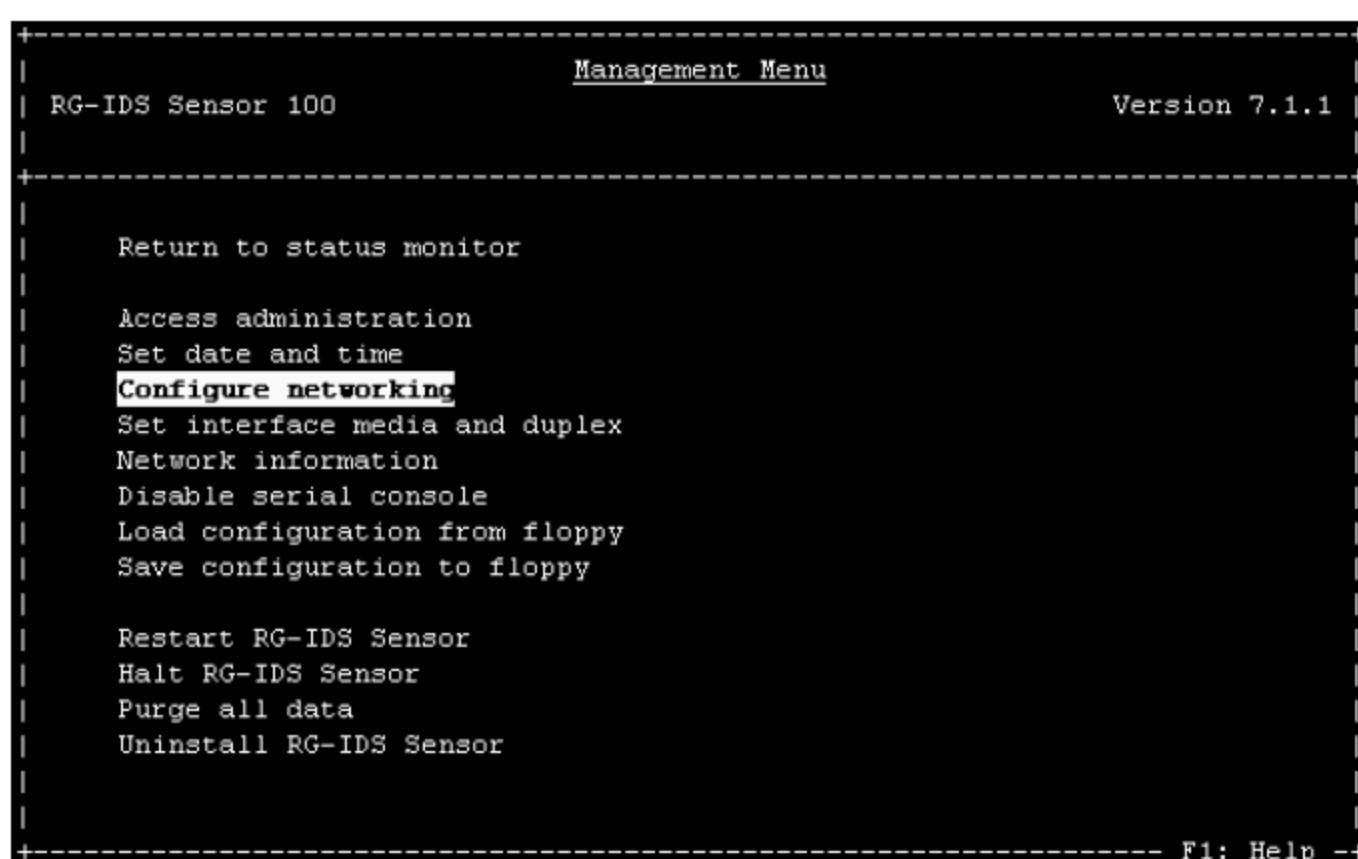 Management Menu
RG-IDS Sensor 100 Version 7.1.1
Return to status monitor
Access administration
Set date and time
Configure networking
Set interface media and duplex
Network information
Disable serial console
Load configuration from floppy
Save configuration to floppy
Restart RG-IDS Sensor
Halt RG-IDS Sensor
Purge all data
Uninstall RG-IDS Sensor
F1: Help